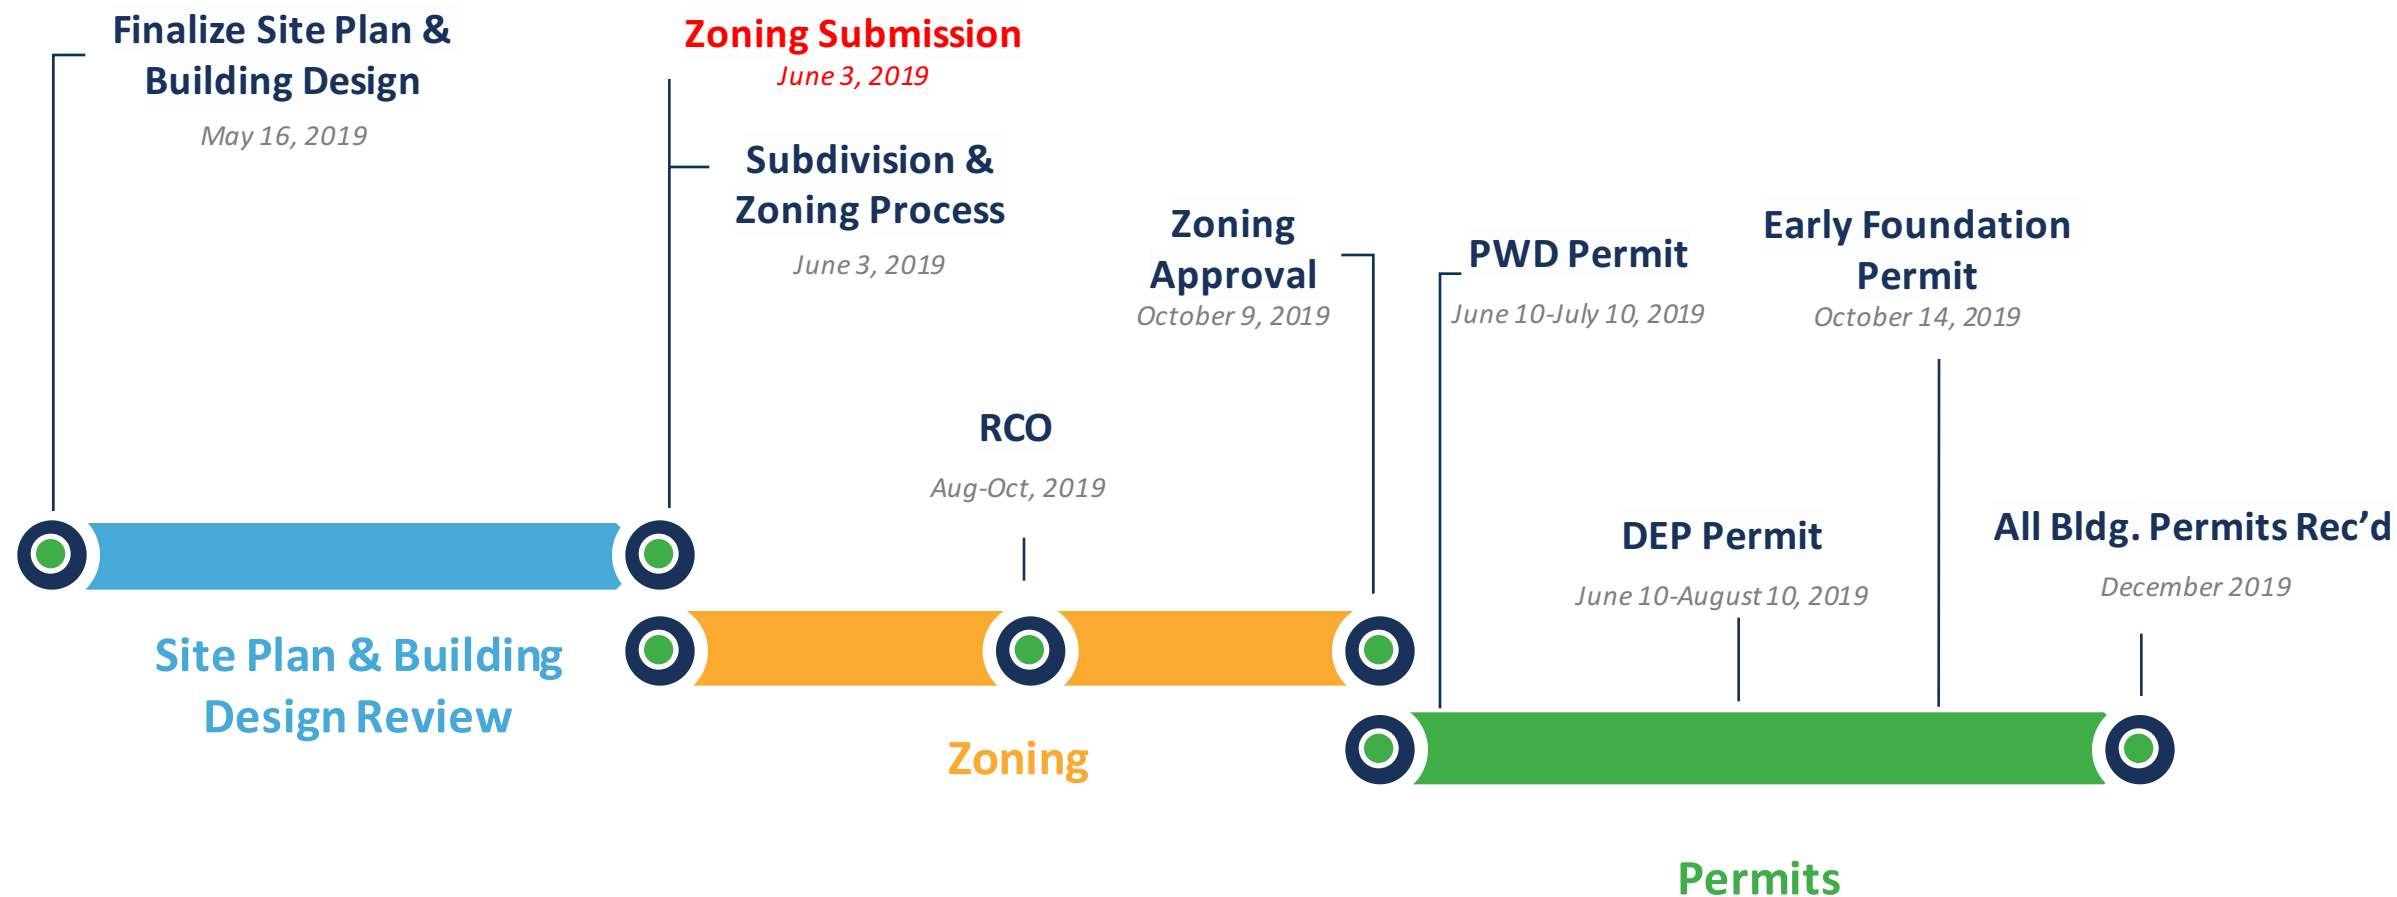 Finalize Site Plan &
Building Design
May 16, 2019
Zoning Submission
June 3, 2019
Subdivision &
Zoning Process
June 3, 2019
Zoning
Approval
October 9, 2019
PWD Permit
June 10-July 10, 2019
Early Foundation
Permit
October 14, 2019
RCO
Aug-Oct, 2019
DEP Permit
June 10-August 10, 2019
All Bldg. Permits Rec’d
December 2019
Site Plan & Building
Design Review
Zoning
Permits